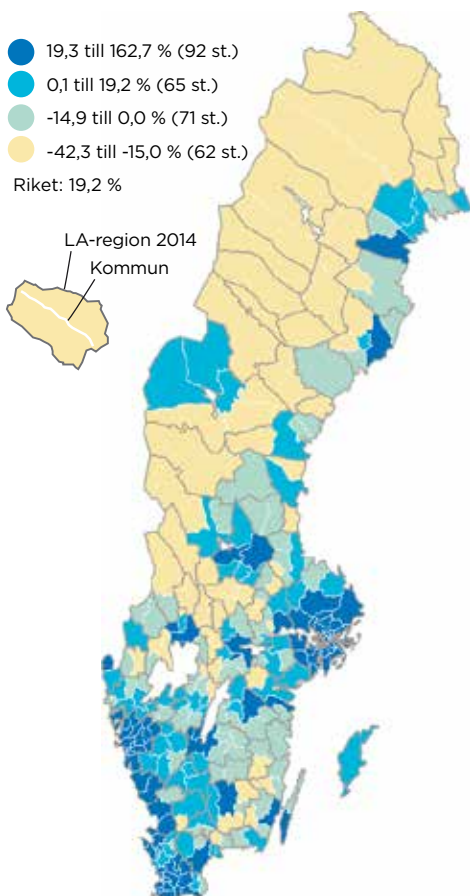 19,3 till 162,7 % (92 st.)
0,1 till 19,2 % (65 st.)
-14,9 till 0,0 % (71 st.)
-42,3 till -15,0 % (62 st.)
Riket: 19,2 %
LA-region 2014
Kommun